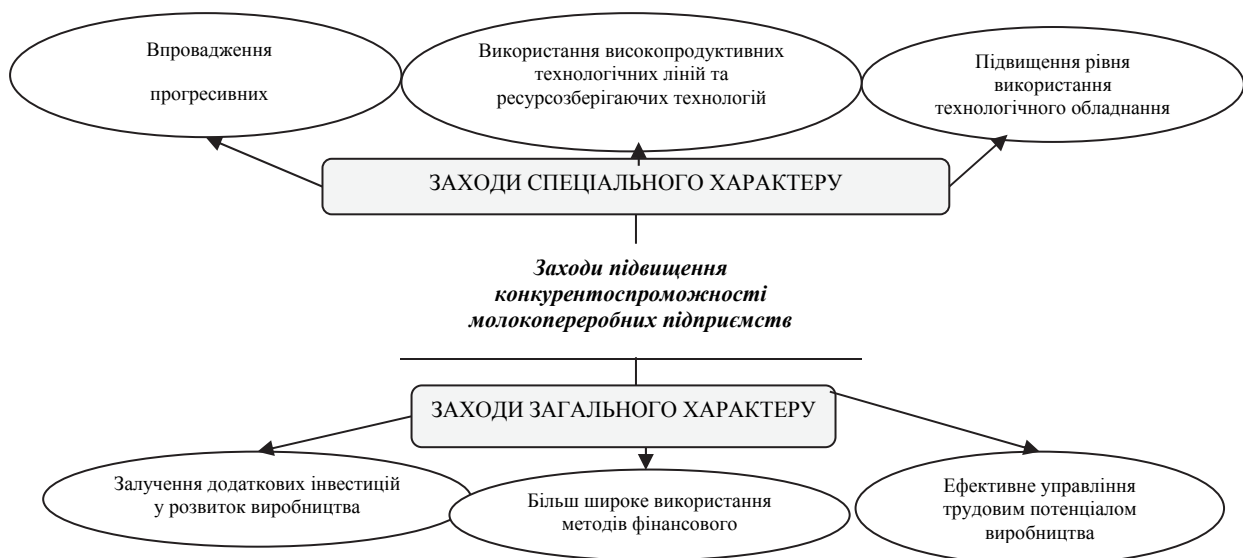 Впровадження
прогресивних
Використання високопродуктивних
технологічних ліній та
ресурсозберігаючих технологій
Підвищення рівня
використання
технологічного обладнання
ЗАХОДИ СПЕЦІАЛЬНОГО ХАРАКТЕРУ
Заходи підвищення
конкурентоспроможності
молокопереробних підприємств
ЗАХОДИ ЗАГАЛЬНОГО ХАРАКТЕРУ
Залучення додаткових інвестицій
у розвиток виробництва
Більш широке використання
методів фінансового
Ефективне управління
трудовим потенціалом
виробництва